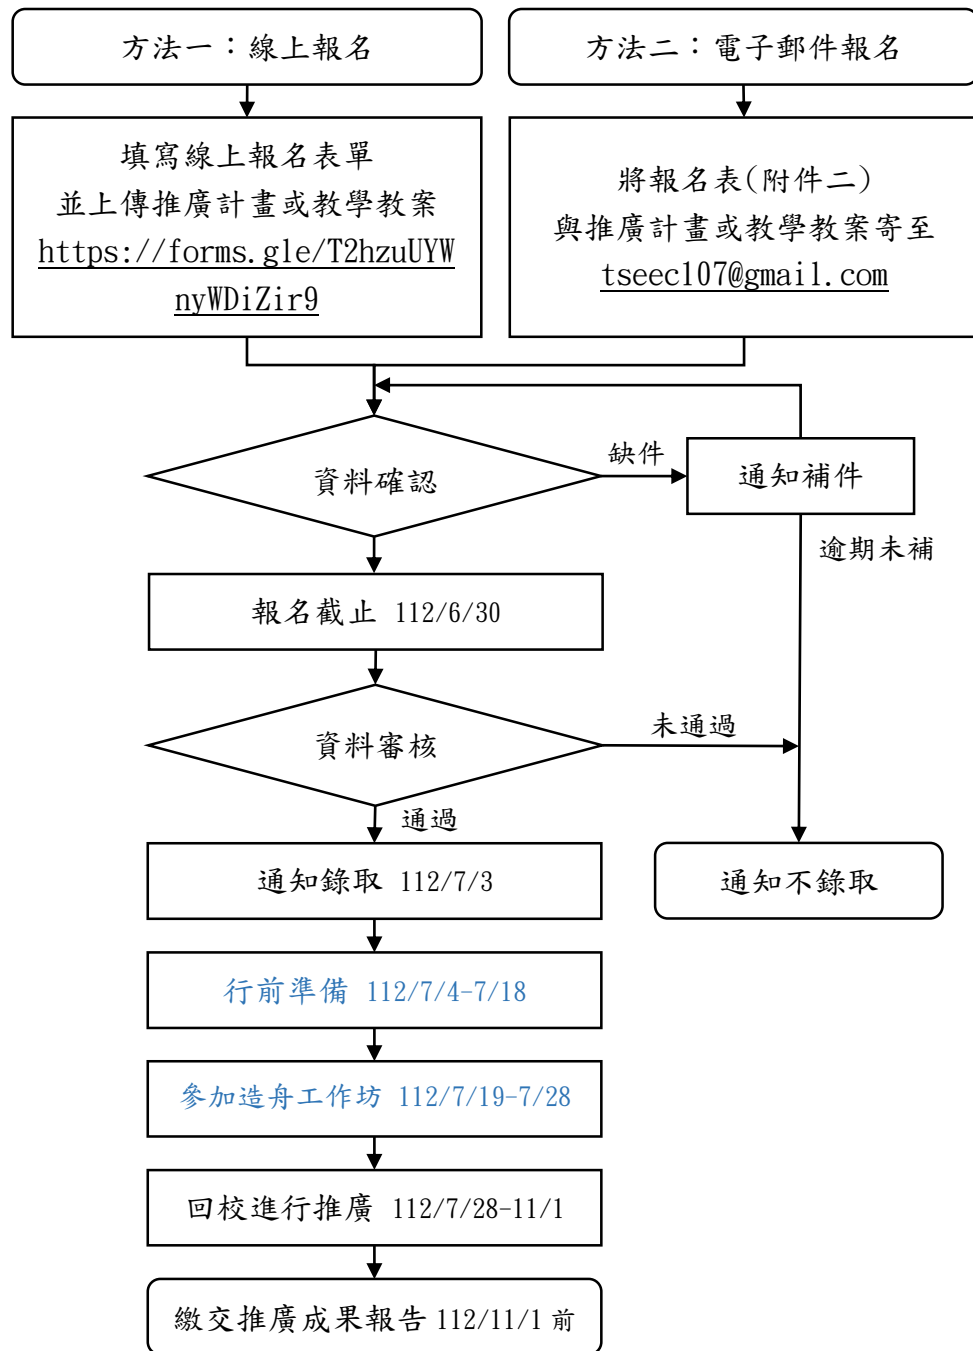 方法一：線上報名
方法二：電子郵件報名
填寫線上報名表單
並上傳推廣計畫或教學教案
https://forms.gle/T2hzuUYW
nyWDiZir9
將報名表(附件二)
與推廣計畫或教學教案寄至
tseec107@gmail.com
資料確認
缺件
通知補件
逾期未補
報名截止 112/6/30
資料審核
未通過
通過
通知錄取 112/7/3
通知不錄取
行前準備 112/7/4-7/18
參加造舟工作坊 112/7/19-7/28
回校進行推廣 112/7/28-11/1
繳交推廣成果報告 112/11/1 前